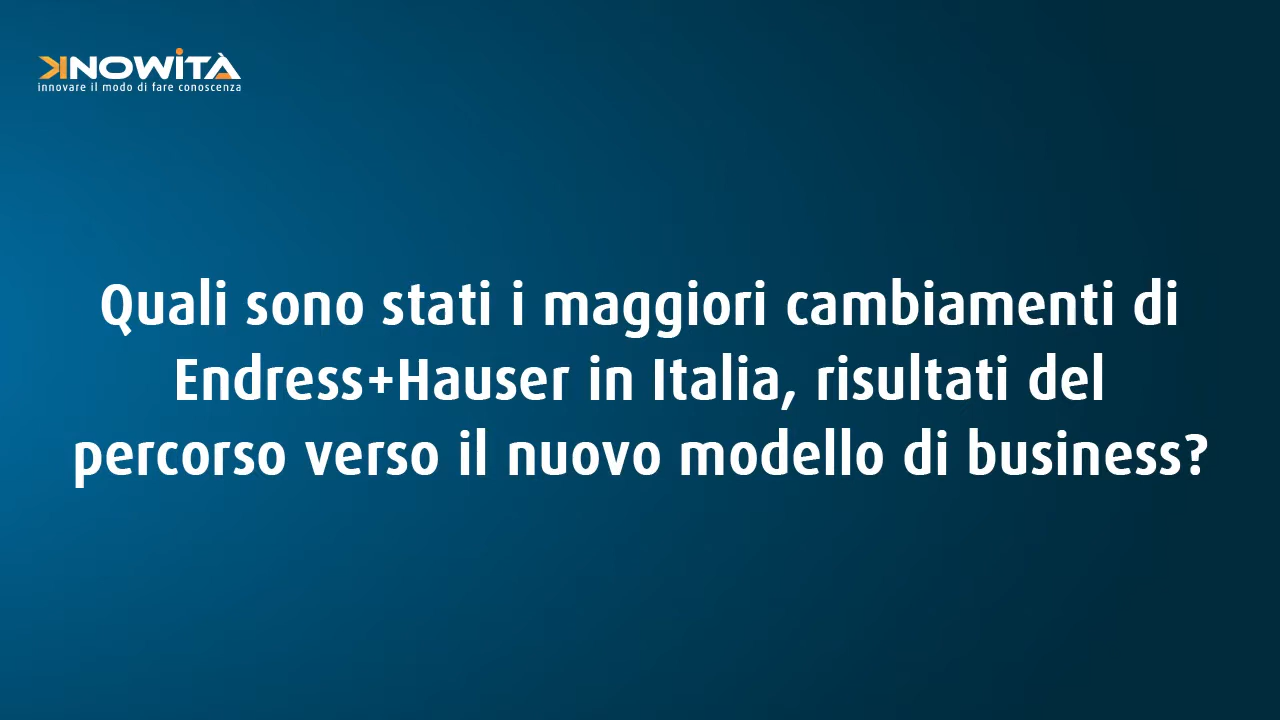 KNOWITÀ
innovare il modo di fare conoscenza
Quali sono stati i maggiori cambiamenti di
Endress+Hauser in Italia, risultati del
percorso verso il nuovo modello di business?